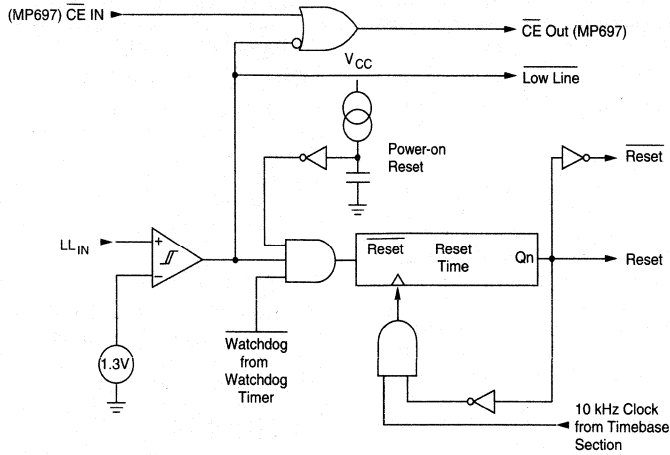 (MP697) CE IN
CE Out (MP697)
VCC
Low Line
Power-on
Reset
Reset
LLIN
+
−
Reset
Reset
Time
Qn
Reset
1.3V
Watchdog
from
Watchdog
Timer
10 kHz Clock
from Timebase
Section